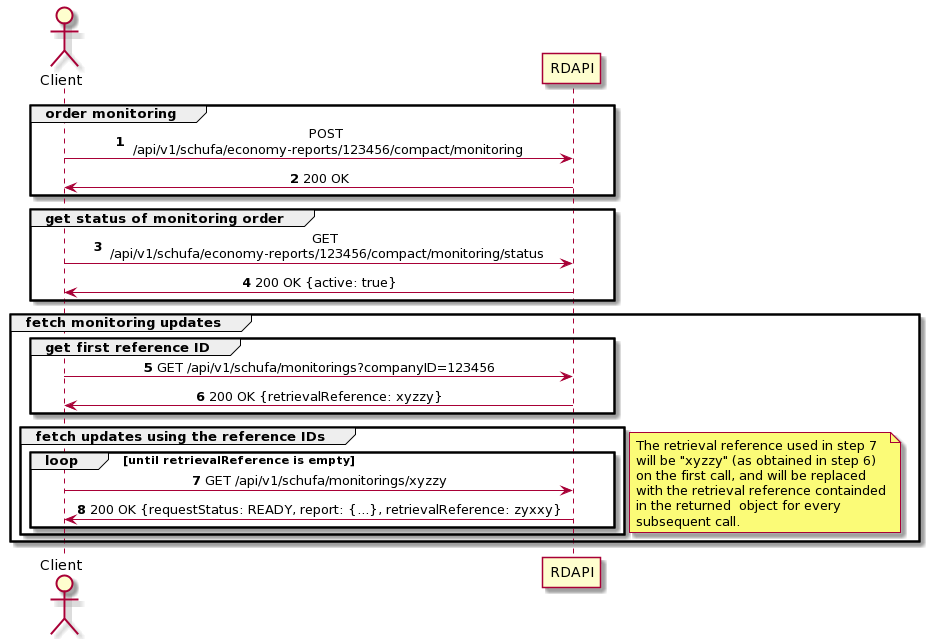 Client
RDAPI
order monitoring
POST
1 /api/v1/schufa/economy-reports/123456/compact/monitoring
2 200 OK
get status of monitoring order
GET
3 /api/v1/schufa/economy-reports/123456/compact/monitoring/status
4 200 OK {active: true}
fetch monitoring updates
get first reference ID
5 GET /api/v1/schufa/monitorings?companyID=123456
6 200 OK {retrievalReference: xyzzy}
fetch updates using the reference IDs
loop [until retrievalReference is empty]
7 GET /api/v1/schufa/monitorings/xyzzy
8 200 OK {requestStatus: READY, report: {...}, retrievalReference: zyxxy}
The retrieval reference used in step 7
will be "xyzzy" (as obtained in step 6)
on the first call, and will be replaced
with the retrieval reference containded
in the returned  object for every
subsequent call.
Client
RDAPI